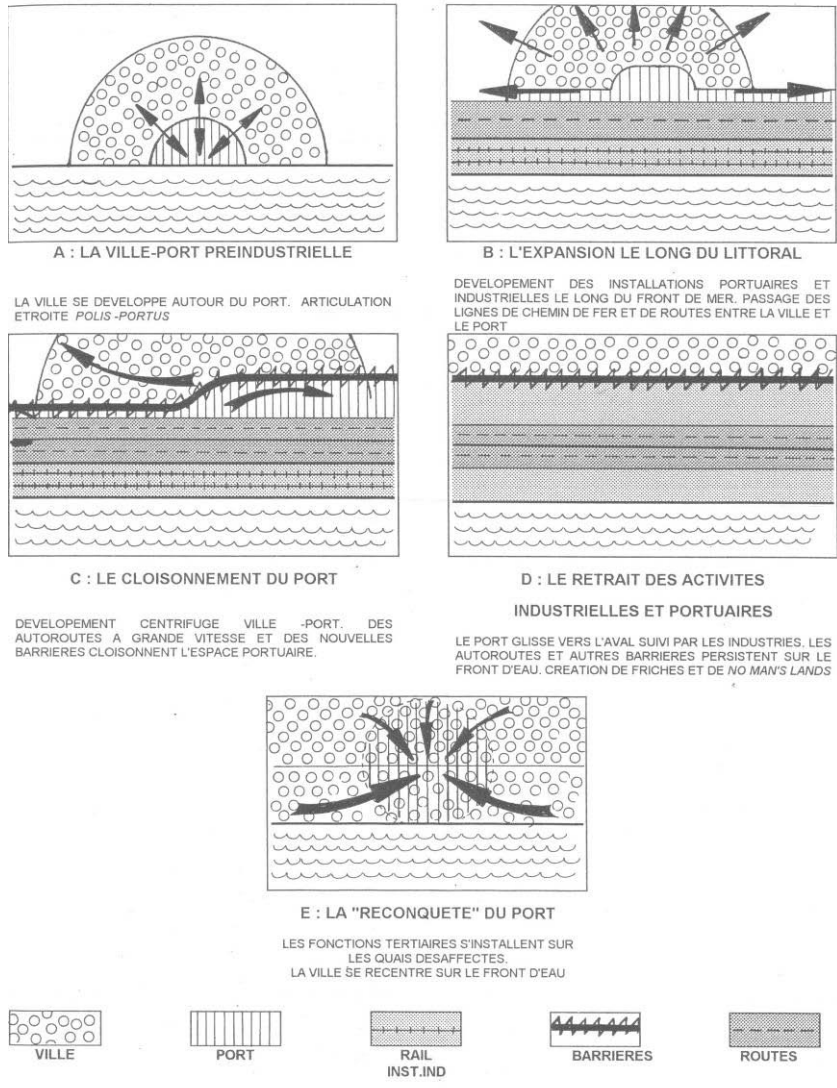 A : LA VILLE-PORT PREINDUSTRIELLE
LA VILLE SE DEVELOPPE AUTOUR DU PORT. ARTICULATION
ETROITE POLIS -PORTUS
B : L'EXPANSION LE LONG DU LITTORAL
DEVELOPEMENT DES INSTALLATIONS PORTUAIRES ET
INDUSTRIELLES LE LONG DU FRONT DE MER. PASSAGE DES
LIGNES DE CHEMIN DE FER ET DE ROUTES ENTRE LA VILLE ET
LE PORT
C : LE CLOISONNEMENT DU PORT
DEVELOPEMENT CENTRIFUGE VILLE -PORT. DES
AUTOROUTES A GRANDE VITESSE ET DES NOUVELLES
BARRIERES CLOISONNENT L'ESPACE PORTUAIRE.
D : LE RETRAIT DES ACTIVITES
INDUSTRIELLES ET PORTUAIRES
LE PORT GLISSE VERS L'AVAL SUIVI PAR LES INDUSTRIES. LES
AUTOROUTES ET AUTRES BARRIERES PERSISTENT SUR LE
FRONT D'EAU. CREATION DE FRICHES ET DE NO MAN'S LANDS
E : LA "RECONQUETE" DU PORT
LES FONCTIONS TERTIAIRES S'INSTALLENT SUR
LES QUAIS DESAFFECTES.
LA VILLE SE RECENTRE SUR LE FRONT D'EAU
VILLE
PORT
RAIL
INST.IND
BARRIERES
ROUTES